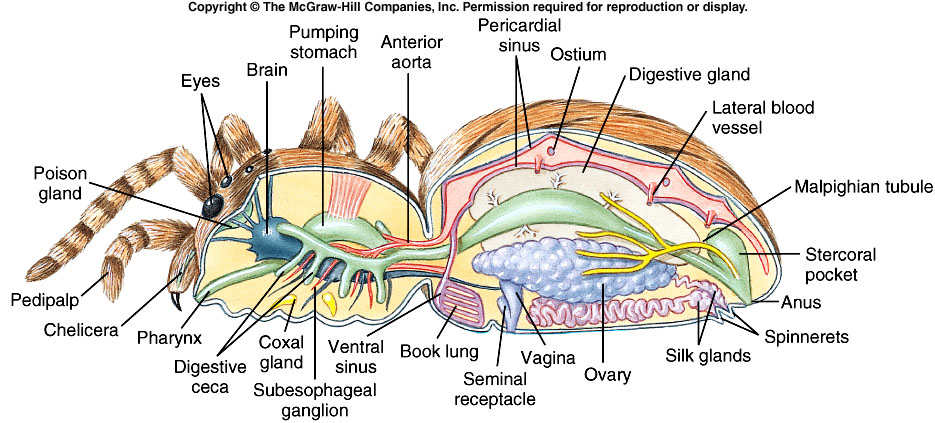 Copyright © The McGraw-Hill Companies, Inc. Permission required for reproduction or display.
Eyes
Brain
Pumping
stomach
Anterior
aorta
Pericardial
sinus
Ostium
Digestive gland
Lateral blood
vessel
Poison
gland
Malpighian tubule
Stercoral
pocket
Pedipalp
Chelicera
Pharynx
Digestive
ceca
Coxal
gland
Subesophageal
ganglion
Ventral
sinus
Book lung
Seminal
receptacle
Vagina
Ovary
Silk glands
Spinnerets
Anus